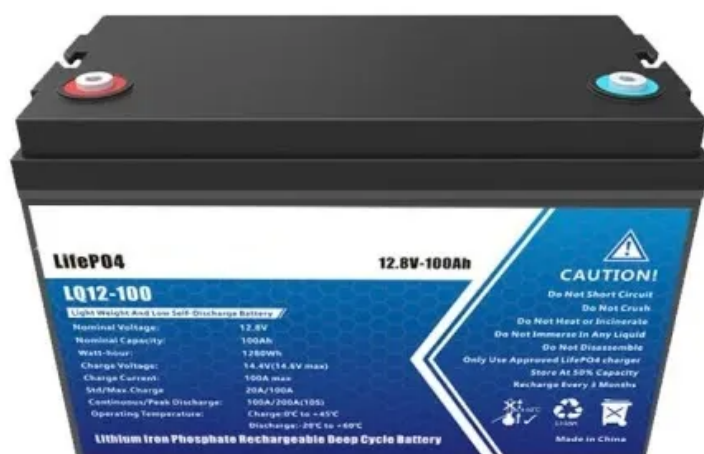 LifePO4
12.8V-100Ah
LQ12-100
Light Weight And Low Self-Discharge Battery
Nominal Voltage: 12.8V
Nominal Capacity: 100Ah
Watt-hour: 1280Wh
Charge Voltage: 14.4V(14.6V max)
Charge Current: 100A max
Std/Max.Charge 20A/100A
Continuous/Peak Discharge: 100A/200A(10S)
Operating Temperature: Charge:0℃ to +45℃
Discharge:-20℃ to +60℃
Lithium Iron Phosphate Rechargeable Deep Cycle Battery
CAUTION!
Do Not Short Circuit
Do Not Crush
Do Not Heat or Incinerate
Do Not Immerse In Any Liquid
Do Not Disassemble
Only Use Approved LifePO4 charger
Store At 50% Capacity
Recharge Every 3 Months
Made in China